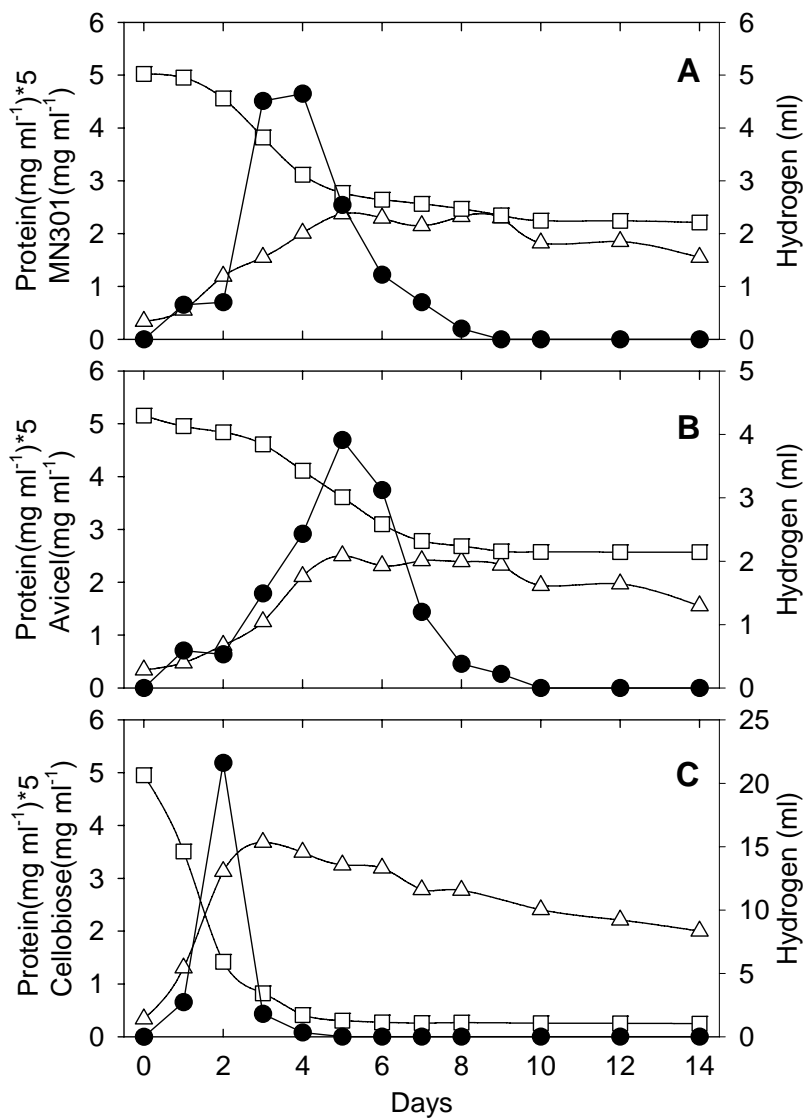 6
5
4
3
2
1
0
Protein(mg ml-1)*5
MN301(mg ml-1)
A
6
5
4
3
2
1
0
Hydrogen (ml)
6
5
4
3
2
1
0
Protein(mg ml-1)*5
Avicel(mg ml-1)
B
5
4
3
2
1
0
Hydrogen (ml)
6
5
4
3
2
1
0
Protein(mg ml-1)*5
Cellobiose(mg ml-1)
C
25
20
15
10
5
0
Hydrogen (ml)
0 2 4 6 8 10 12 14
Days